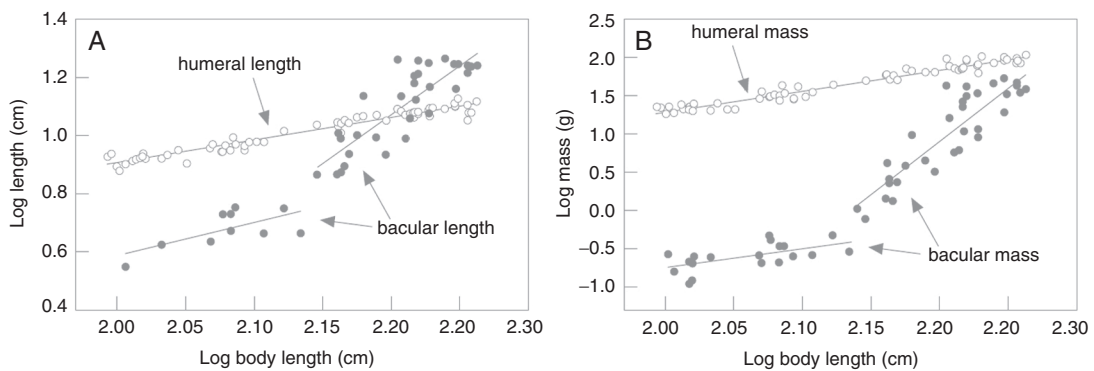 A
humeral length
bacular length
1.4
1.2
1.0
0.8
0.6
0.4
2.00 2.05 2.10 2.15 2.20 2.20 2.30
Log body length (cm)
Log length (cm)
B
humeral mass
bacular mass
2.5
2.0
1.5
1.0
0.5
0.0
−0.5
−1.0
2.00 2.05 2.10 2.15 2.20 2.20 2.30
Log body length (cm)
Log mass (g)